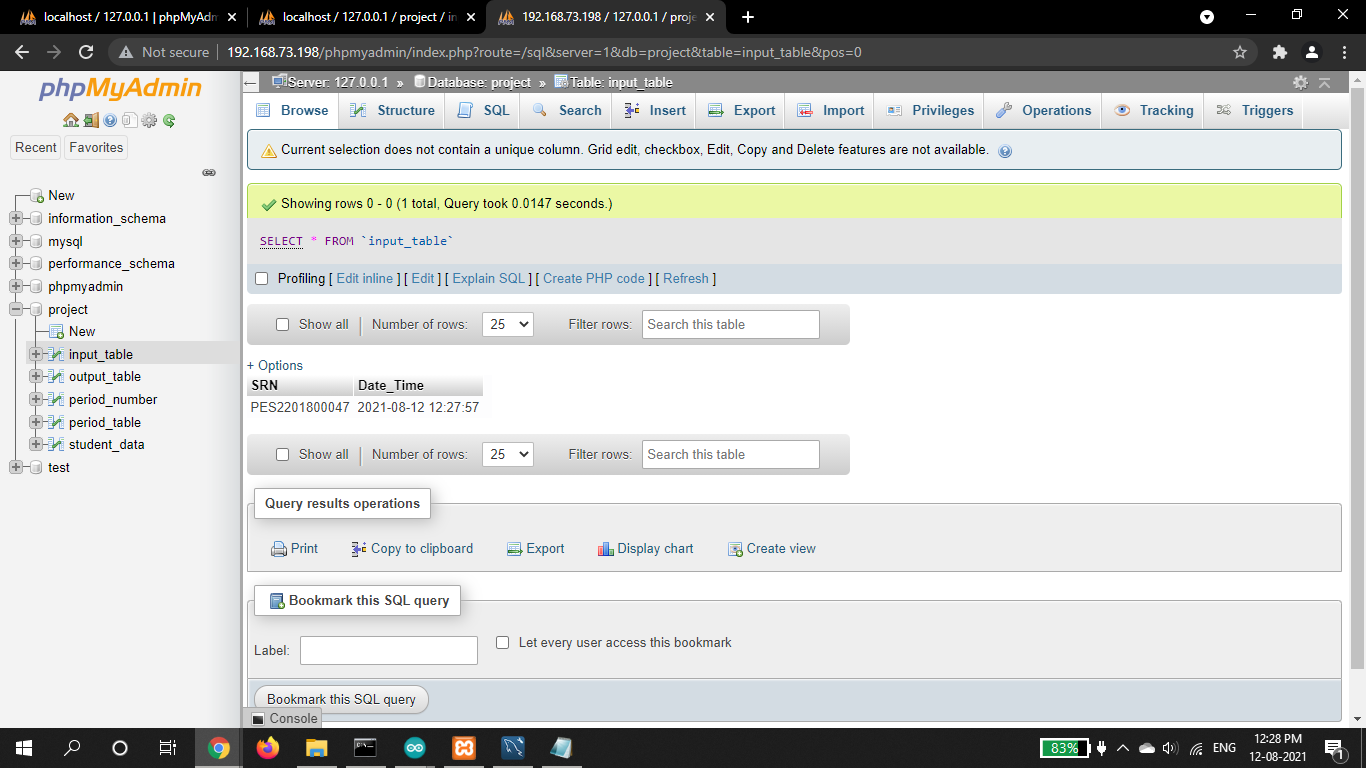 localhost / 127.0.0.1 | phpMyAdm
localhost / 127.0.0.1 / project / in
192.168.73.198 / 127.0.0.1 / proje
Not secure
192.168.73.198/phpmyadmin/index.php?route=/sql&server=1&db=project&table=input_table&pos=0
phpMyAdmin
Recent
Favorites
New
information_schema
mysql
performance_schema
phpmyadmin
project
New
input_table
output_table
period_number
period_table
student_data
test
Server: 127.0.0.1 » Database: project » Table: input_table
Browse Structure SQL Search Insert Export Import Privileges Operations Tracking Triggers
Current selection does not contain a unique column. Grid edit, checkbox, Edit, Copy and Delete features are not available.
Showing rows 0 - 0 (1 total, Query took 0.0147 seconds.)
SELECT * FROM `input_table`
Profiling [ Edit inline ] [ Edit ] [ Explain SQL ] [ Create PHP code ] [ Refresh ]
Show all | Number of rows: 25 Filter rows: Search this table
+ Options
SRN Date_Time
PES2201800047 2021-08-12 12:27:57
Show all | Number of rows: 25 Filter rows: Search this table
Query results operations
Print Copy to clipboard Export Display chart Create view
Bookmark this SQL query
Label: Let every user access this bookmark
Bookmark this SQL query
Console
83% ENG 12:28 PM
12-08-2021
1